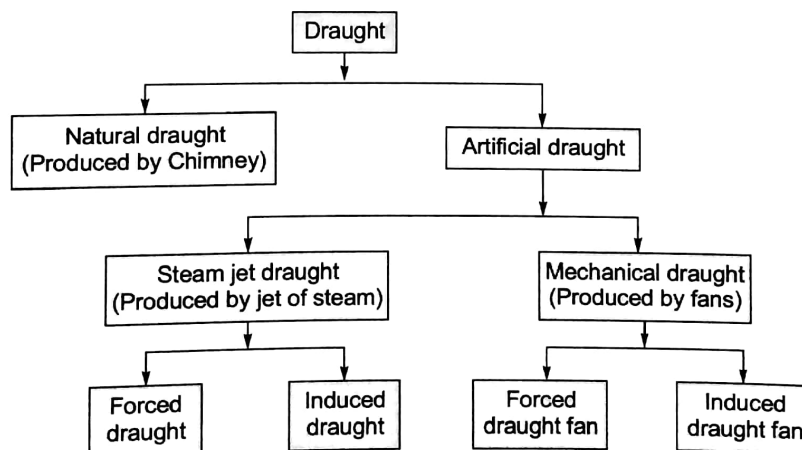 Draught
Natural draught
(Produced by Chimney)
Artificial draught
Steam jet draught
(Produced by jet of steam)
Mechanical draught
(Produced by fans)
Forced
draught
Induced
draught
Forced
draught fan
Induced
draught fan